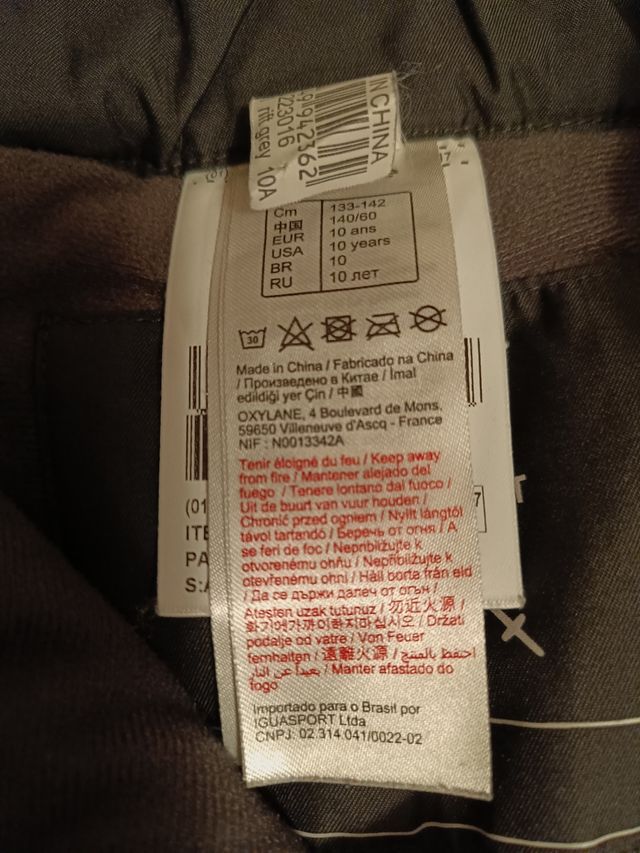 N CHINA
942362
223016
grey 10A
Cm 133-142
中国 140/60
EUR 10 ans
USA 10 years
BR 10
RU 10 лет
30
Made in China / Fabricado na China
/ Произведено в Китае / İmal
edildiği yer Çin / 中國
OXYLANE, 4 Boulevard de Mons,
59650 Villeneuve d'Ascq - France
NIF : N0013342A
Tenir éloigné du feu / Keep away
from fire / Mantener alejado del
fuego / Tenere lontano dal fuoco /
Uit de buurt van vuur houden /
Chronić przed ogniem / Nyílt lángtól
távol tartandó / Беречь от огня / A
se feri de foc / Nepribližujte k
otvorenému ohňu / Nepřibližujte k
otevřenému ohni / Håll borta från eld
/ Да се държи далеч от огън /
Ateşten uzak tutunuz / 勿近火源 /
화기에가까이하지마십시오 / Držati
podalje od vatre / Von Feuer
fernhalten / 遠離火源 / احتفظ بالمنتج
بعيدا عن النار / Manter afastado do
fogo
Importado para o Brasil por
IGUASPORT Ltda
CNPJ: 02.314.041/0022-02
(01
ITE
PA
S:
7